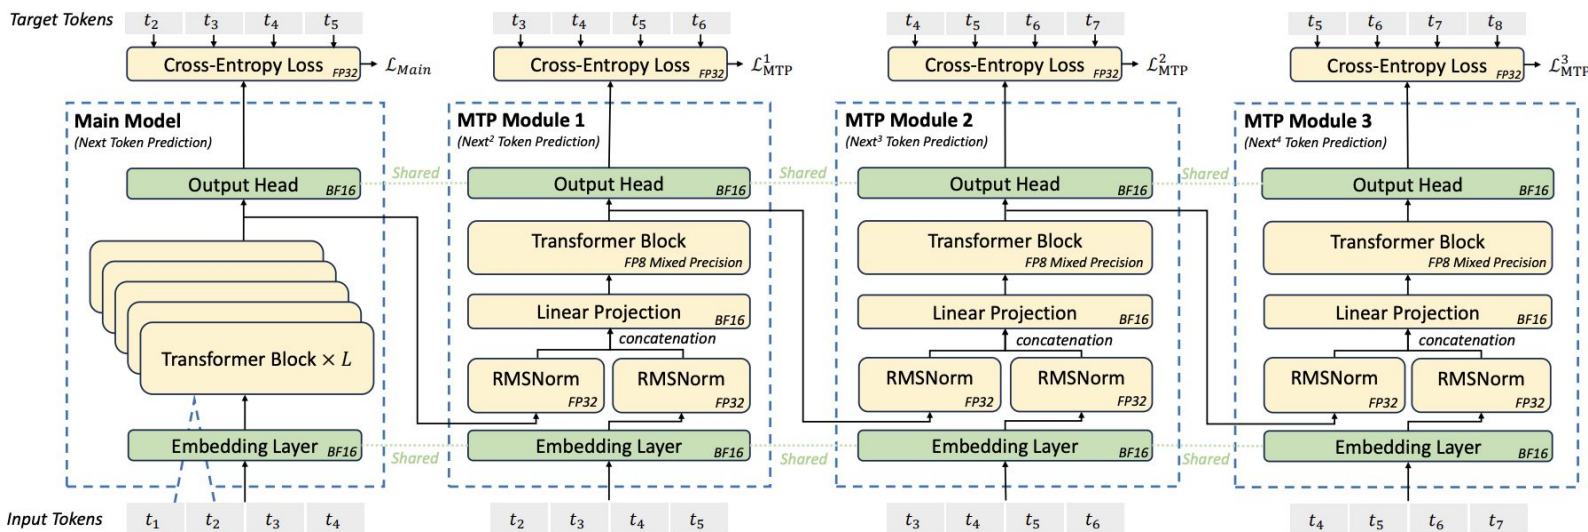 Target Tokens t₂ t₃ t₄ t₅ t₃ t₄ t₅ t₆ t₄ t₅ t₆ t₇ t₅ t₆ t₇ t₈
Cross-Entropy Loss FP32 ℒ_Main Cross-Entropy Loss FP32 ℒ¹_MTP Cross-Entropy Loss FP32 ℒ²_MTP Cross-Entropy Loss FP32 ℒ³_MTP
Main Model
(Next Token Prediction)
Output Head BF16
Transformer Block × L
Embedding Layer BF16
Shared
Shared
MTP Module 1
(Next² Token Prediction)
Output Head BF16
Transformer Block
FP8 Mixed Precision
Linear Projection BF16
concatenation
RMSNorm FP32
RMSNorm FP32
Embedding Layer BF16
Shared
Shared
MTP Module 2
(Next³ Token Prediction)
Output Head BF16
Transformer Block
FP8 Mixed Precision
Linear Projection BF16
concatenation
RMSNorm FP32
RMSNorm FP32
Embedding Layer BF16
Shared
Shared
MTP Module 3
(Next⁴ Token Prediction)
Output Head BF16
Transformer Block
FP8 Mixed Precision
Linear Projection BF16
concatenation
RMSNorm FP32
RMSNorm FP32
Embedding Layer BF16
Input Tokens t₁ t₂ t₃ t₄ t₂ t₃ t₄ t₅ t₃ t₄ t₅ t₆ t₄ t₅ t₆ t₇